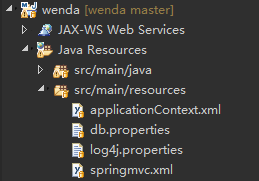 wenda [wenda master]
JAX-WS Web Services
Java Resources
src/main/java
src/main/resources
applicationContext.xml
db.properties
log4j.properties
springmvc.xml